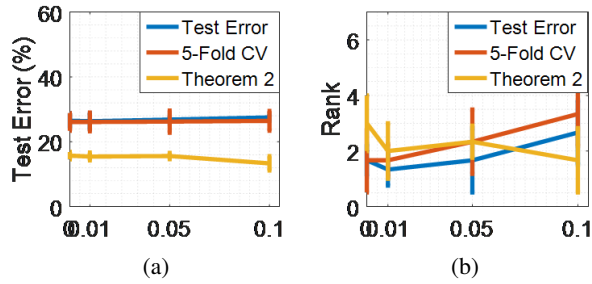 60
40
20
0
Test Error (%)
Test Error
5-Fold CV
Theorem 2
0 0.01 0.05 0.1
(a)
6
4
2
0
Rank
Test Error
5-Fold CV
Theorem 2
0 0.01 0.05 0.1
(b)